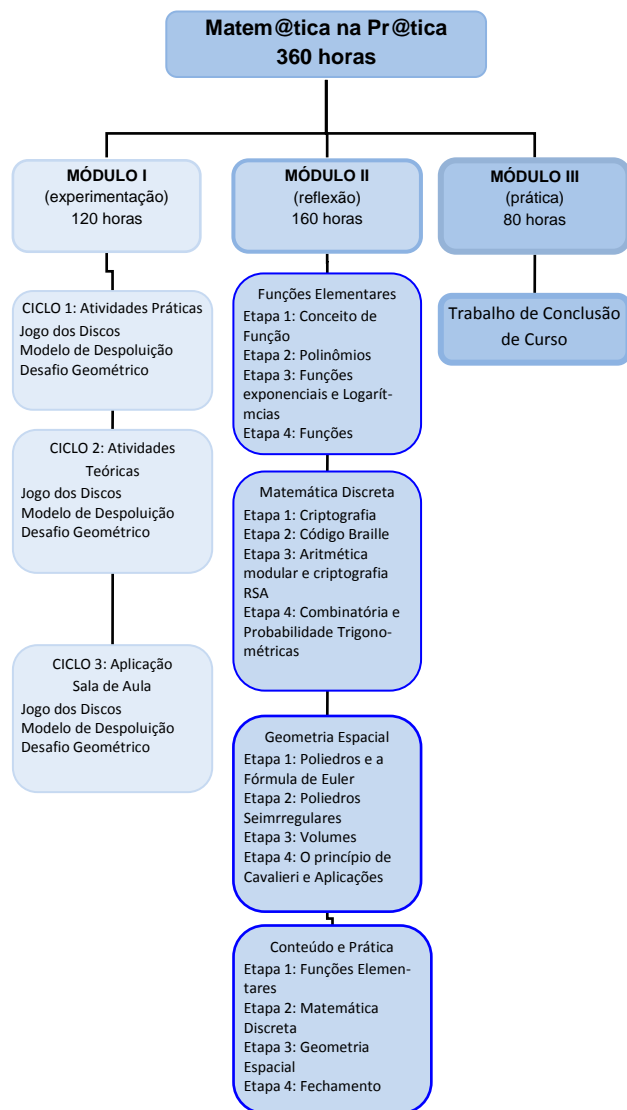 Matem@tica na Pr@tica
360 horas
MÓDULO I
(experimentação)
120 horas
CICLO 1: Atividades Práticas
Jogo dos Discos
Modelo de Despoluição
Desafio Geométrico
CICLO 2: Atividades
Teóricas
Jogo dos Discos
Modelo de Despoluição
Desafio Geométrico
CICLO 3: Aplicação
Sala de Aula
Jogo dos Discos
Modelo de Despoluição
Desafio Geométrico
MÓDULO II
(reflexão)
160 horas
Funções Elementares
Etapa 1: Conceito de
Função
Etapa 2: Polinômios
Etapa 3: Funções
exponenciais e Logarít-
mcias
Etapa 4: Funções
Matemática Discreta
Etapa 1: Criptografia
Etapa 2: Código Braille
Etapa 3: Aritmética
modular e criptografia
RSA
Etapa 4: Combinatória e
Probabilidade Trigono-
métricas
Geometria Espacial
Etapa 1: Poliedros e a
Fórmula de Euler
Etapa 2: Poliedros
Seimrregulares
Etapa 3: Volumes
Etapa 4: O princípio de
Cavalieri e Aplicações
Conteúdo e Prática
Etapa 1: Funções Elemen-
tares
Etapa 2: Matemática
Discreta
Etapa 3: Geometria
Espacial
Etapa 4: Fechamento
MÓDULO III
(prática)
80 horas
Trabalho de Conclusão
de Curso